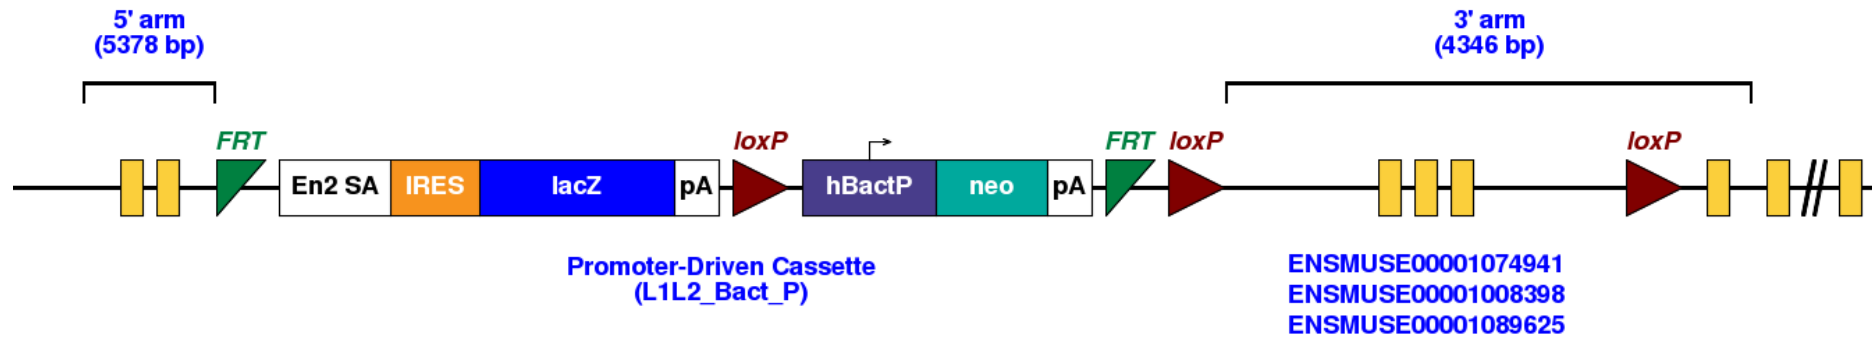 5' arm
(5378 bp)
3' arm
(4346 bp)
FRT
loxP
FRT
loxP
loxP
En2 SA
IRES
lacZ
pA
hBactP
neo
pA
Promoter-Driven Cassette
(L1L2_Bact_P)
ENSMUSE00001074941
ENSMUSE00001008398
ENSMUSE00001089625